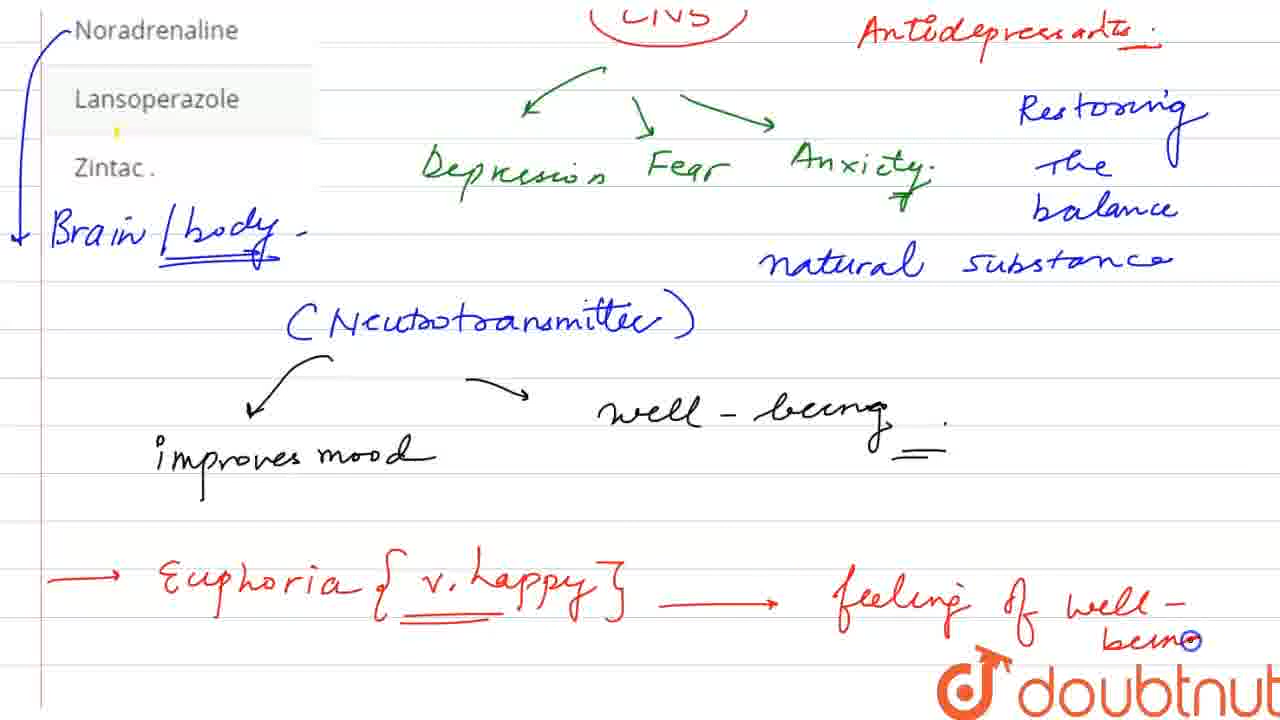 Noradrenaline
CNS
Antidepressants.
Lansoperazole
Restoring
Depression Fear Anxiety.
the
Zintac .
balance
Brain / body .
natural substance
(Neutrotransmitter)
well - being
improves mood
→ Euphoria { v. happy } → feeling of well -
being
doubtnut